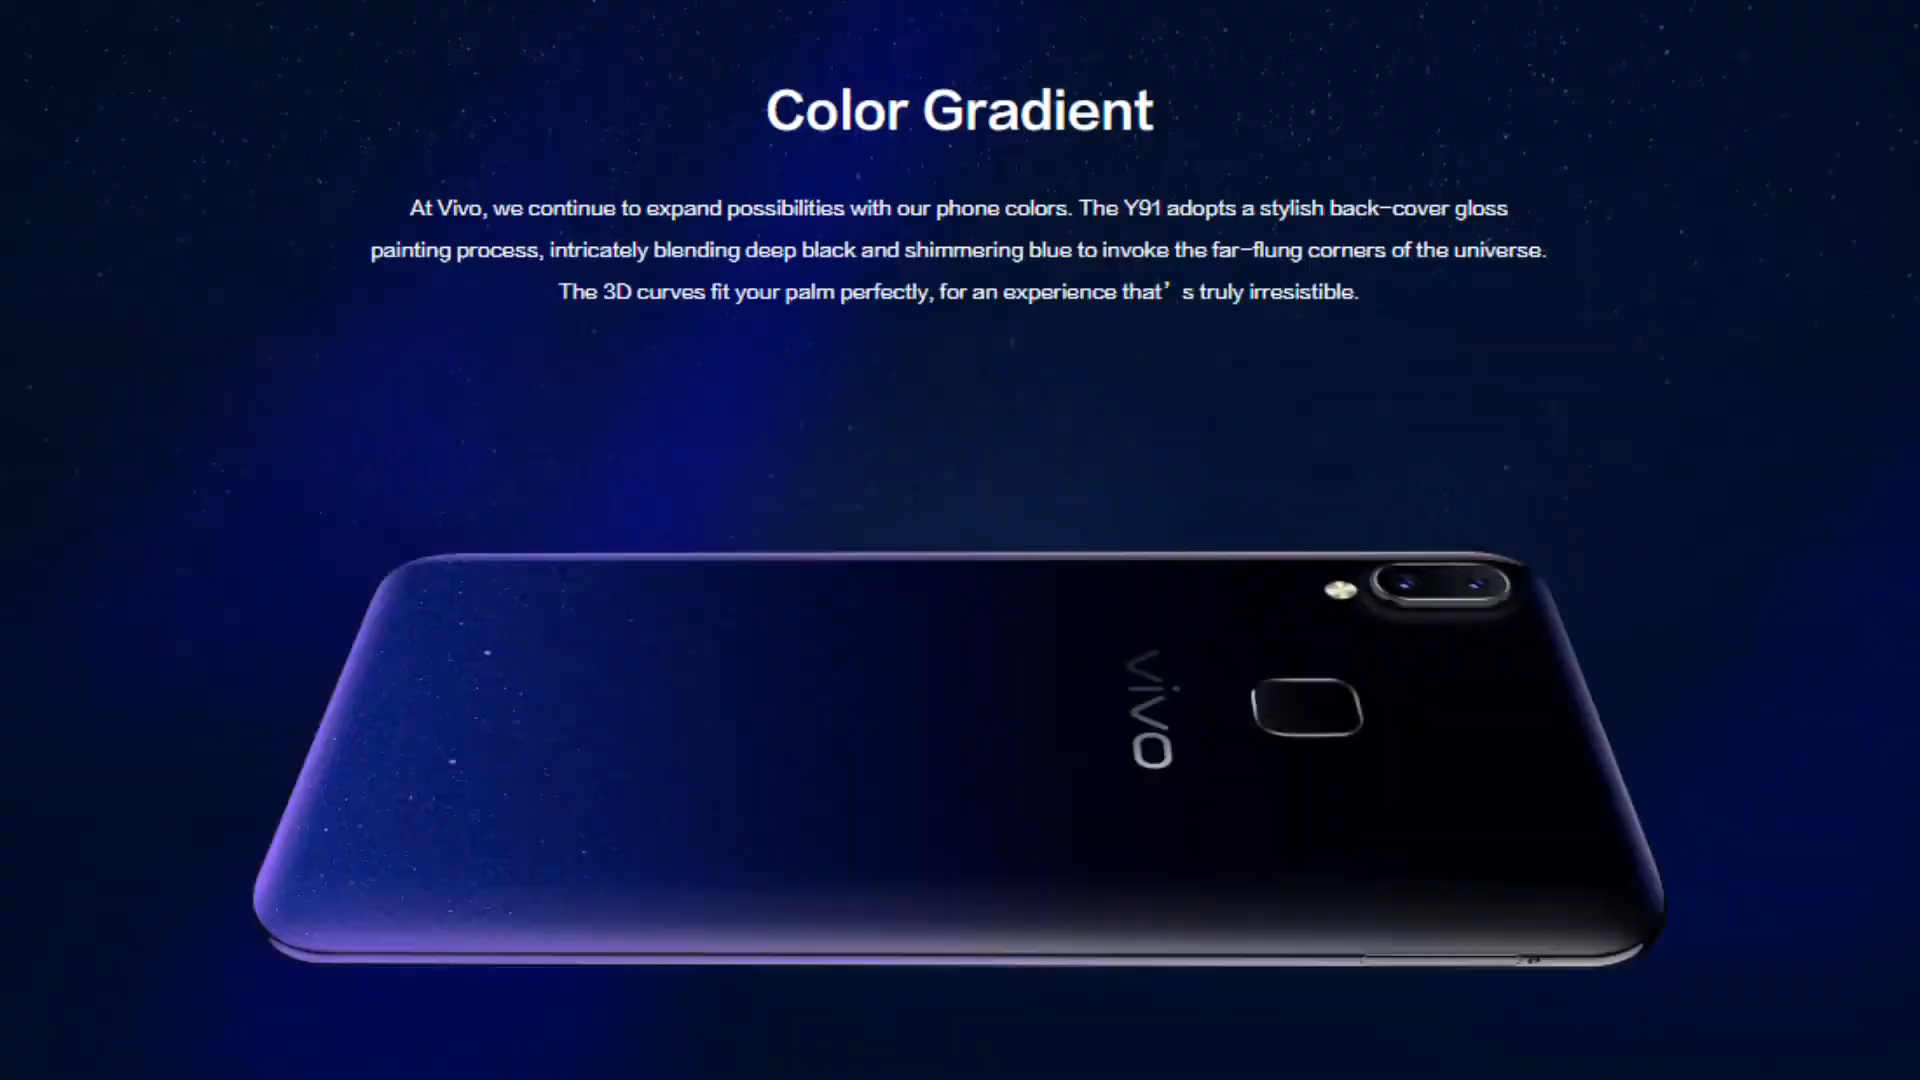 Color Gradient
At Vivo, we continue to expand possibilities with our phone colors. The Y91 adopts a stylish back-cover gloss
painting process, intricately blending deep black and shimmering blue to invoke the far-flung corners of the universe.
The 3D curves fit your palm perfectly, for an experience that’s truly irresistible.
vivo